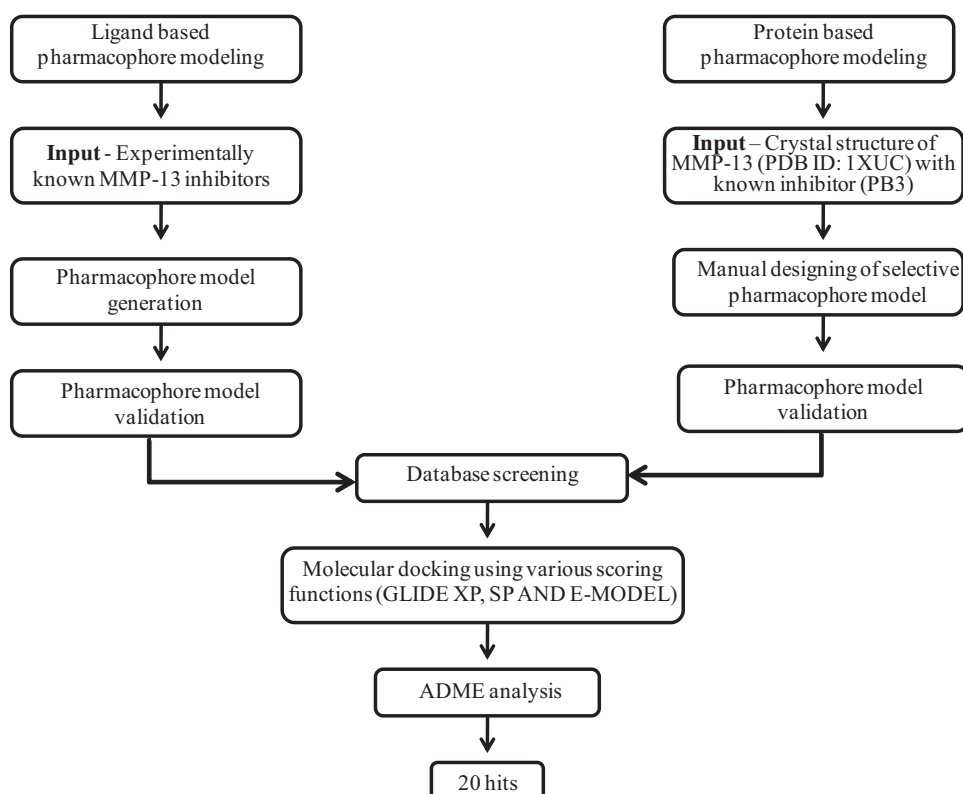 Ligand based
pharmacophore modeling
Input - Experimentally
known MMP-13 inhibitors
Pharmacophore model
generation
Pharmacophore model
validation
Protein based
pharmacophore modeling
Input – Crystal structure of
MMP-13 (PDB ID: 1XUC) with
known inhibitor (PB3)
Manual designing of selective
pharmacophore model
Pharmacophore model
validation
Database screening
Molecular docking using various scoring
functions (GLIDE XP, SP AND E-MODEL)
ADME analysis
20 hits